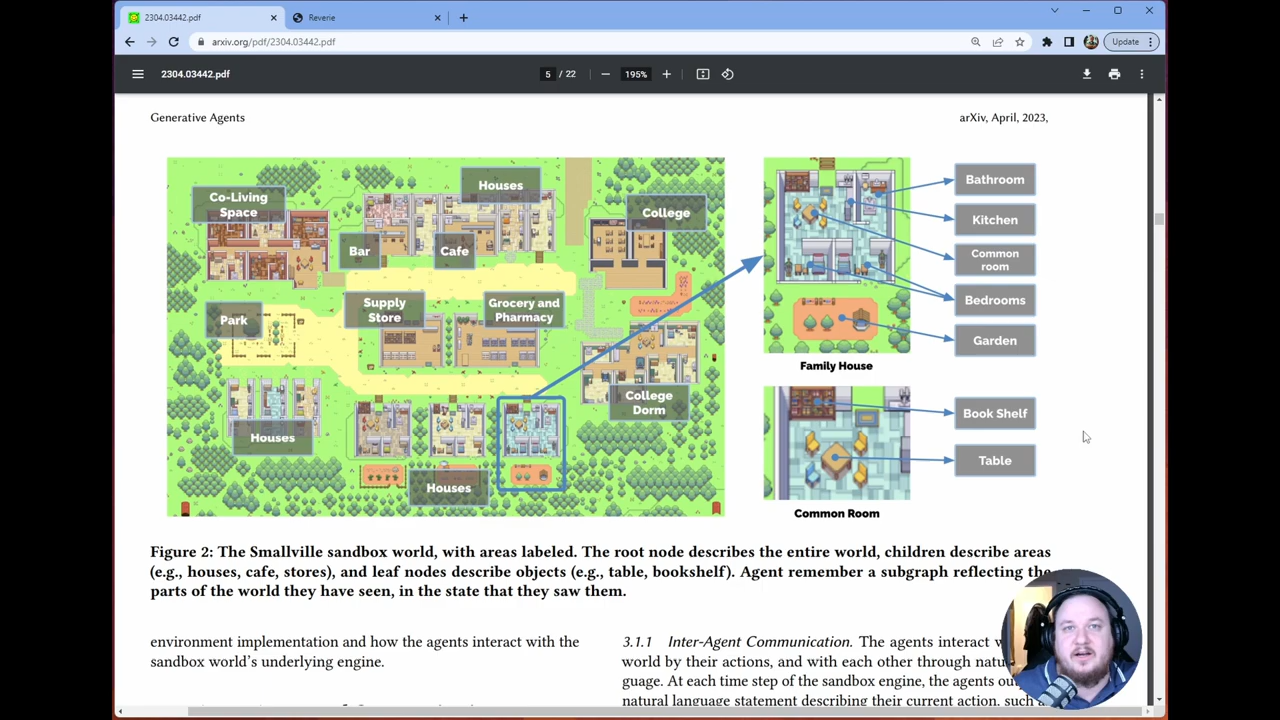 2304.03442.pdf
Reverie
arxiv.org/pdf/2304.03442.pdf
Update
2304.03442.pdf
5 / 22
195%
Generative Agents
arXiv, April, 2023,
Co-Living
Space
Houses
College
Bar
Cafe
Park
Supply
Store
Grocery and
Pharmacy
College
Dorm
Houses
Houses
Bathroom
Kitchen
Common
room
Bedrooms
Garden
Family House
Book Shelf
Table
Common Room
Figure 2: The Smallville sandbox world, with areas labeled. The root node describes the entire world, children describe areas
(e.g., houses, cafe, stores), and leaf nodes describe objects (e.g., table, bookshelf). Agent remember a subgraph reflecting the
parts of the world they have seen, in the state that they saw them.
environment implementation and how the agents interact with the
sandbox world's underlying engine.
3.1.1 Inter-Agent Communication. The agents interact
world by their actions, and with each other through
guage. At each time step of the sandbox engine, the agents
natural language statement describing their current action, such